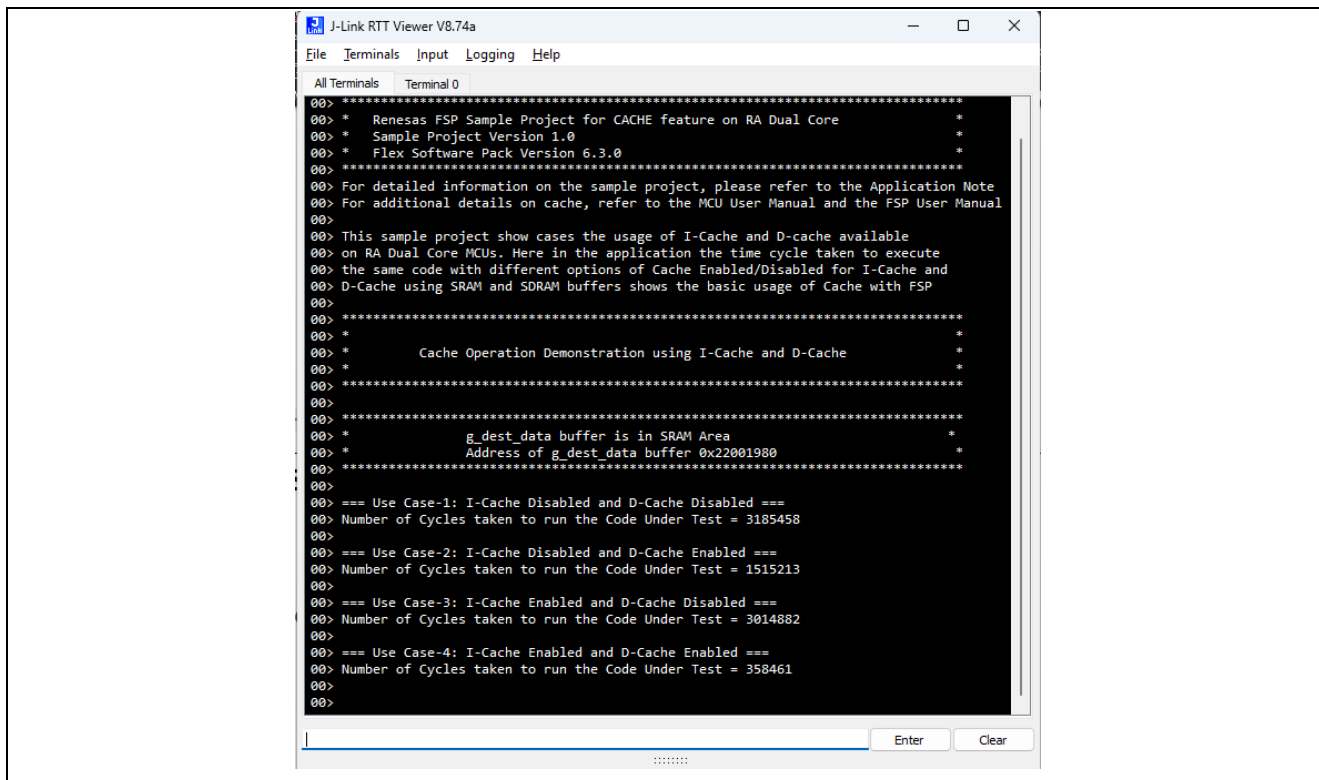 J-Link RTT Viewer V8.74a
File Terminals Input Logging Help
All Terminals Terminal 0
00> ********************************************************************************
00> *   Renesas FSP Sample Project for CACHE feature on RA Dual Core               *
00> *   Sample Project Version 1.0                                                 *
00> *   Flex Software Pack Version 6.3.0                                           *
00> ********************************************************************************
00> For detailed information on the sample project, please refer to the Application Note
00> For additional details on cache, refer to the MCU User Manual and the FSP User Manual
00>
00> This sample project show cases the usage of I-Cache and D-cache available
00> on RA Dual Core MCUs. Here in the application the time cycle taken to execute
00> the same code with different options of Cache Enabled/Disabled for I-Cache and
00> D-Cache using SRAM and SDRAM buffers shows the basic usage of Cache with FSP
00>
00> ********************************************************************************
00> *                                                                              *
00> *         Cache Operation Demonstration using I-Cache and D-Cache              *
00> *                                                                              *
00> ********************************************************************************
00>
00> ********************************************************************************
00> *               g_dest_data buffer is in SRAM Area                            *
00> *               Address of g_dest_data buffer 0x22001980                       *
00> ********************************************************************************
00>
00> === Use Case-1: I-Cache Disabled and D-Cache Disabled ===
00> Number of Cycles taken to run the Code Under Test = 3185458
00>
00> === Use Case-2: I-Cache Disabled and D-Cache Enabled ===
00> Number of Cycles taken to run the Code Under Test = 1515213
00>
00> === Use Case-3: I-Cache Enabled and D-Cache Disabled ===
00> Number of Cycles taken to run the Code Under Test = 3014882
00>
00> === Use Case-4: I-Cache Enabled and D-Cache Enabled ===
00> Number of Cycles taken to run the Code Under Test = 358461
00>
00>
Enter Clear